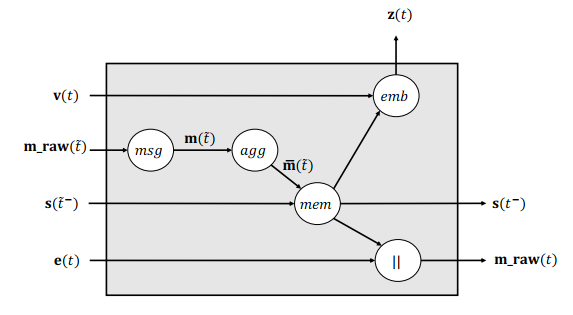 z(t)
v(t)
emb
m_raw(t̃)
msg
m(t̃)
agg
m̄(t̃)
s(t̃⁻)
mem
s(t⁻)
e(t)
||
m_raw(t)